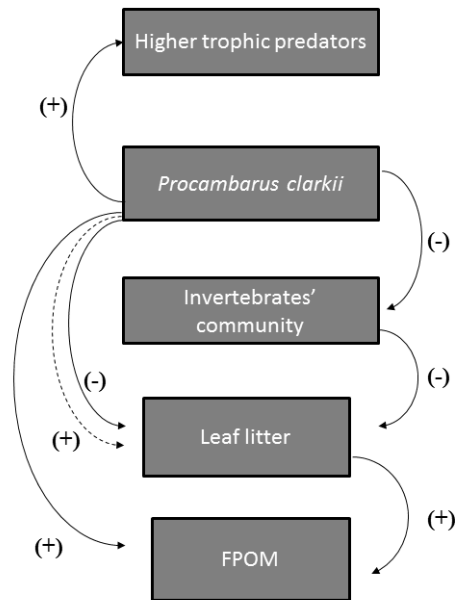 Higher trophic predators
(+)
Procambarus clarkii
(-)
Invertebrates'
community
(-)
(-)
Leaf litter
(+)
(+)
(+)
FPOM